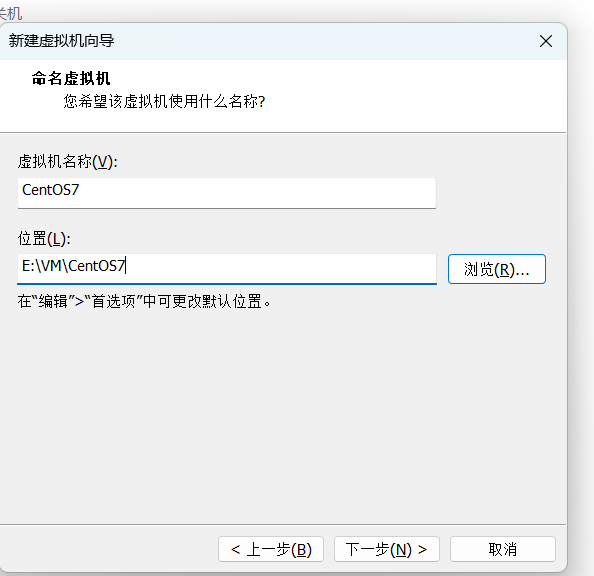 关机
新建虚拟机向导
命名虚拟机
您希望该虚拟机使用什么名称?
虚拟机名称(V):
CentOS7
位置(L):
E:\VM\CentOS7
浏览(R)...
在“编辑”>“首选项”中可更改默认位置。
< 上一步(B)
下一步(N) >
取消